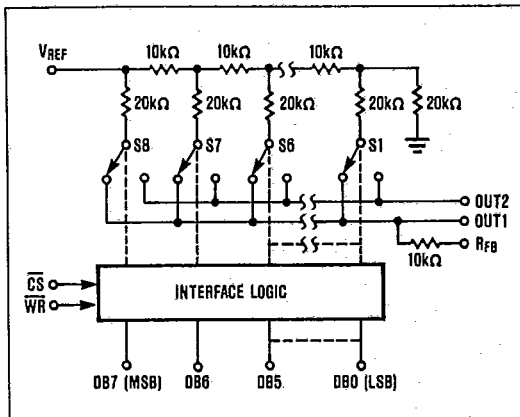 VREF 10kΩ 10kΩ 10kΩ
20kΩ 20kΩ 20kΩ 20kΩ 20kΩ
S8 S7 S6 S1
OUT2
OUT1
RFB
10kΩ
CS
WR
INTERFACE LOGIC
DB7 (MSB) DB6 DB5 DB0 (LSB)